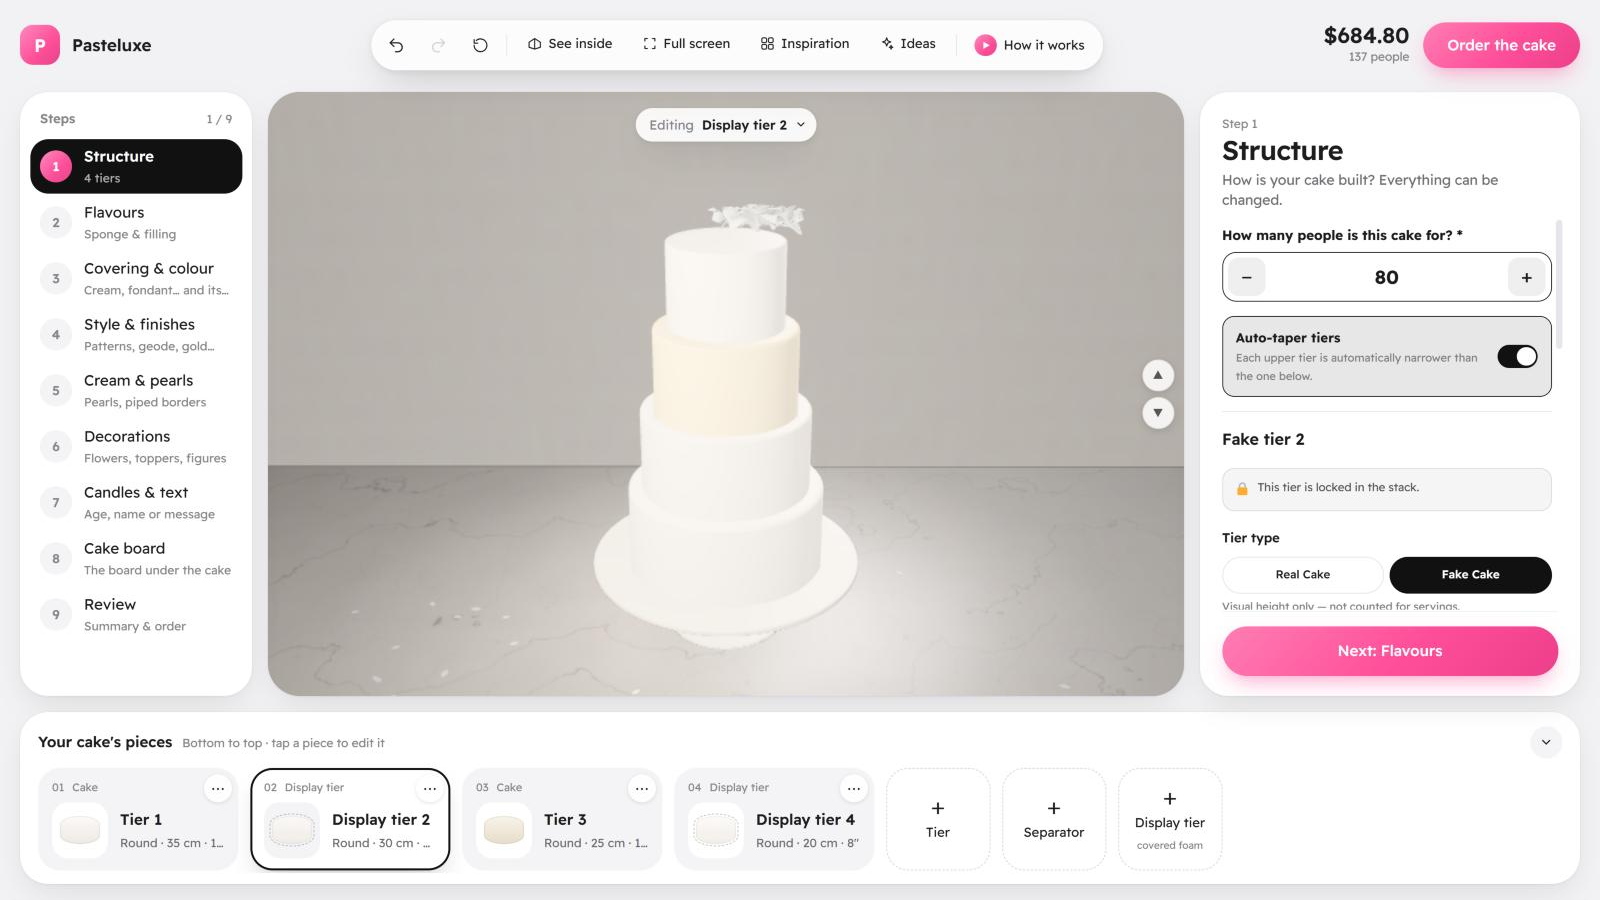 P Pasteluxe
See inside
Full screen
Inspiration
Ideas
How it works
$684.80
137 people
Order the cake
Steps 1 / 9
1 Structure
4 tiers
2 Flavours
Sponge & filling
3 Covering & colour
Cream, fondant... and its...
4 Style & finishes
Patterns, geode, gold...
5 Cream & pearls
Pearls, piped borders
6 Decorations
Flowers, toppers, figures
7 Candles & text
Age, name or message
8 Cake board
The board under the cake
9 Review
Summary & order
Editing Display tier 2
Step 1
Structure
How is your cake built? Everything can be
changed.
How many people is this cake for? *
− 80 +
Auto-taper tiers
Each upper tier is automatically narrower than
the one below.
Fake tier 2
This tier is locked in the stack.
Tier type
Real Cake Fake Cake
Visual height only — not counted for servings.
Next: Flavours
Your cake's pieces Bottom to top · tap a piece to edit it
01 Cake
Tier 1
Round · 35 cm · 1...
02 Display tier
Display tier 2
Round · 30 cm · ...
03 Cake
Tier 3
Round · 25 cm · 1...
04 Display tier
Display tier 4
Round · 20 cm · 8"
+
Tier
+
Separator
+
Display tier
covered foam